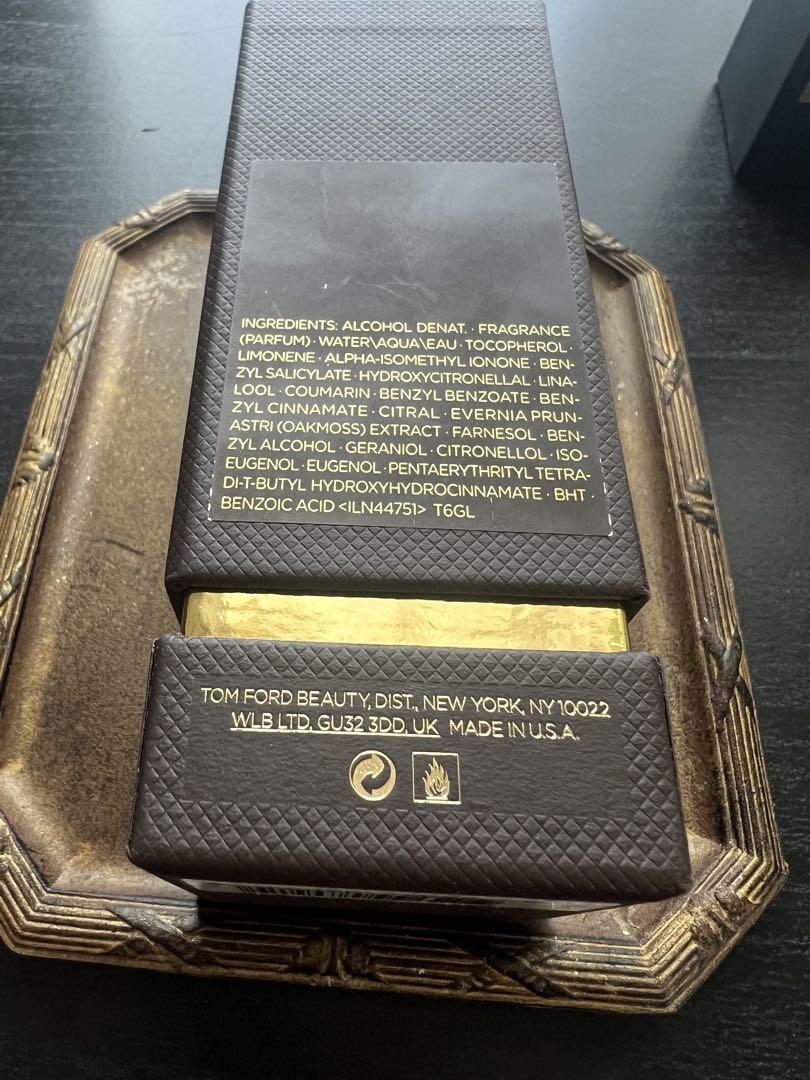 INGREDIENTS: ALCOHOL DENAT. · FRAGRANCE
(PARFUM) · WATER\AQUA\EAU · TOCOPHEROL ·
LIMONENE · ALPHA-ISOMETHYL IONONE · BEN-
ZYL SALICYLATE · HYDROXYCITRONELLAL · LINA-
LOOL · COUMARIN · BENZYL BENZOATE · BEN-
ZYL CINNAMATE · CITRAL · EVERNIA PRUN-
ASTRI (OAKMOSS) EXTRACT · FARNESOL · BEN-
ZYL ALCOHOL · GERANIOL · CITRONELLOL · ISO-
EUGENOL · EUGENOL · PENTAERYTHRITYL TETRA-
DI-T-BUTYL HYDROXYHYDROCINNAMATE · BHT ·
BENZOIC ACID <ILN44751> T6GL
TOM FORD BEAUTY, DIST., NEW YORK, NY 10022
WLB LTD, GU32 3DD, UK MADE IN U.S.A.